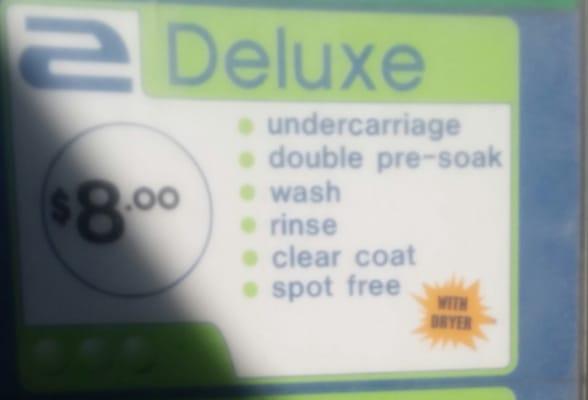 2 Deluxe
$8.00
undercarriage
double pre-soak
wash
rinse
clear coat
spot free
WITH
DRYER